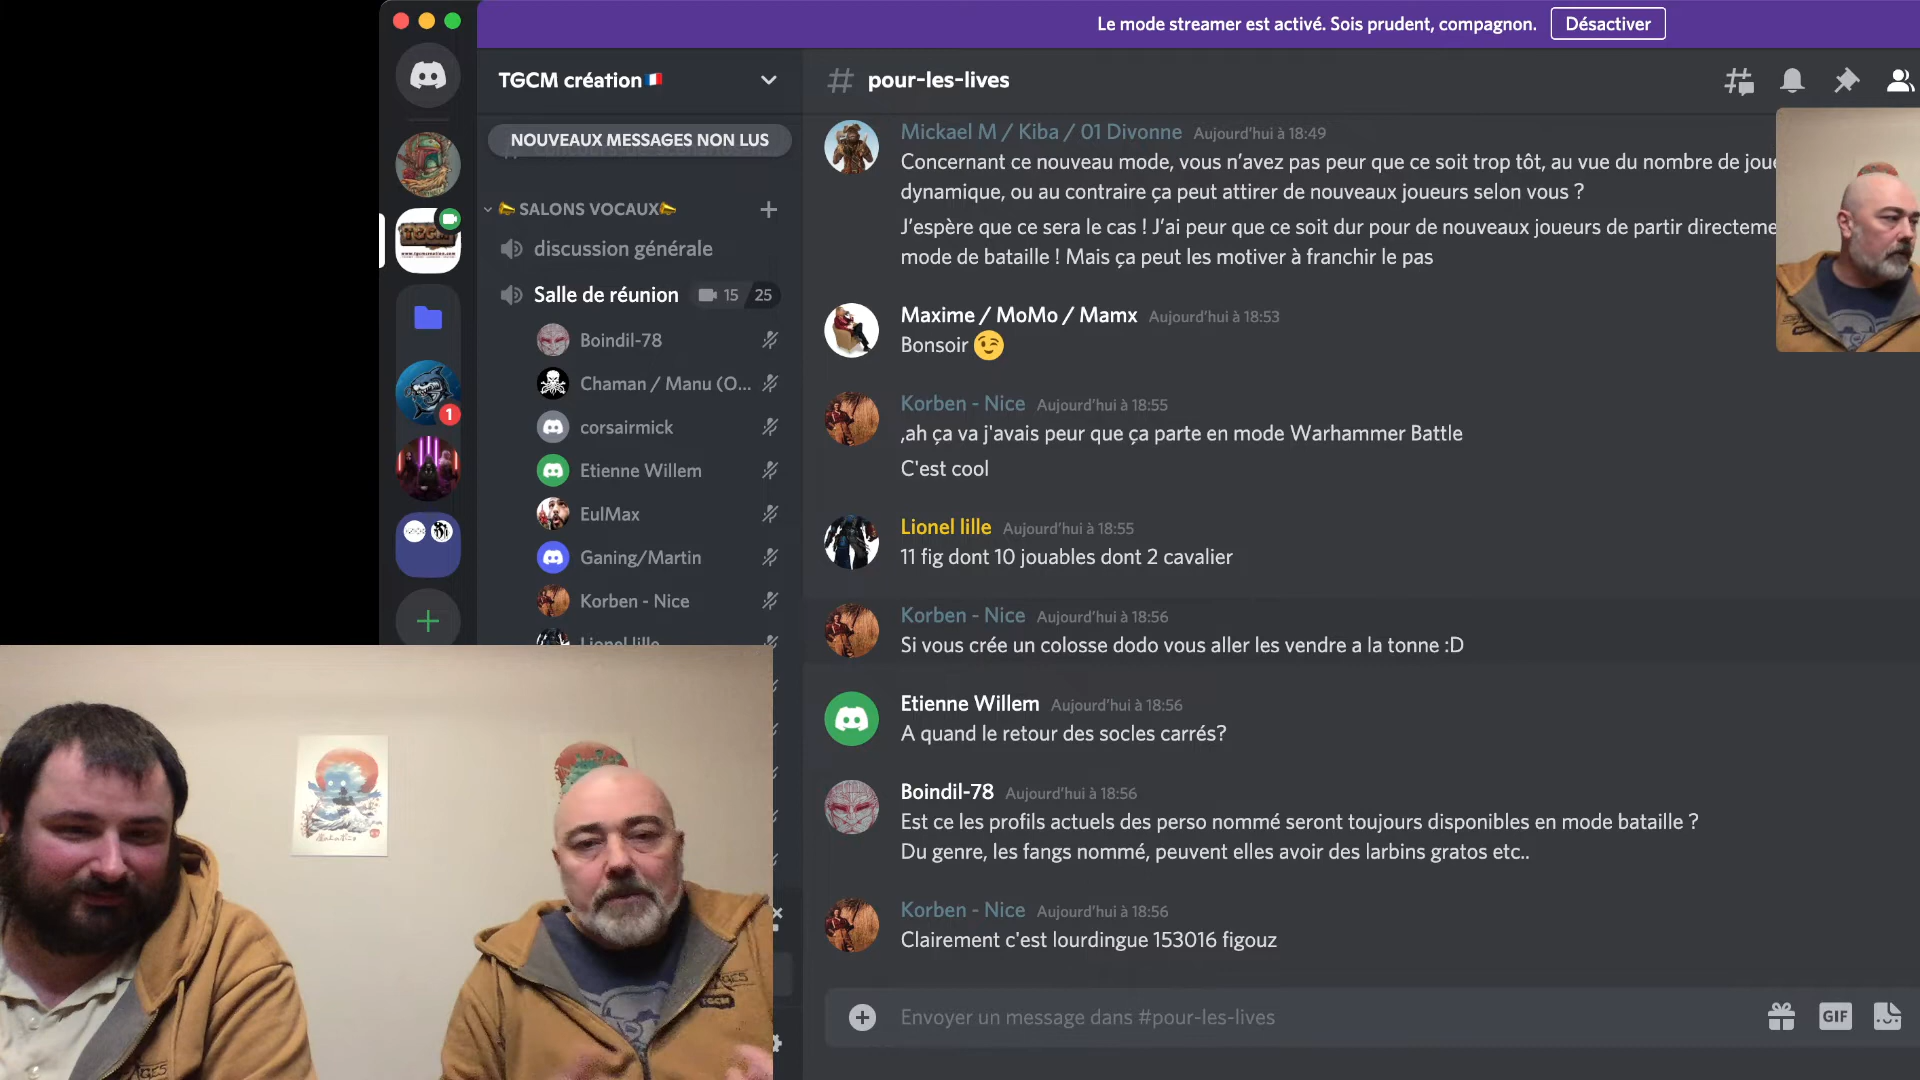 Le mode streamer est activé. Sois prudent, compagnon.
Désactiver
TGCM création
pour-les-lives
NOUVEAUX MESSAGES NON LUS
SALONS VOCAUX
discussion générale
Salle de réunion 15 25
Boindil-78
Chaman / Manu (O...
corsairmick
Etienne Willem
EulMax
Ganing/Martin
Korben - Nice
Lionel lille
1
TGCM
Mickael M / Kiba / 01 Divonne Aujourd'hui à 18:49
Concernant ce nouveau mode, vous n'avez pas peur que ce soit trop tôt, au vue du nombre de joue
dynamique, ou au contraire ça peut attirer de nouveaux joueurs selon vous ?
J'espère que ce sera le cas ! J'ai peur que ce soit dur pour de nouveaux joueurs de partir directeme
mode de bataille ! Mais ça peut les motiver à franchir le pas
Maxime / MoMo / Mamx Aujourd'hui à 18:53
Bonsoir 😉
Korben - Nice Aujourd'hui à 18:55
,ah ça va j'avais peur que ça parte en mode Warhammer Battle
C'est cool
Lionel lille Aujourd'hui à 18:55
11 fig dont 10 jouables dont 2 cavalier
Korben - Nice Aujourd'hui à 18:56
Si vous crée un colosse dodo vous aller les vendre a la tonne :D
Etienne Willem Aujourd'hui à 18:56
A quand le retour des socles carrés?
Boindil-78 Aujourd'hui à 18:56
Est ce les profils actuels des perso nommé seront toujours disponibles en mode bataille ?
Du genre, les fangs nommé, peuvent elles avoir des larbins gratos etc..
Korben - Nice Aujourd'hui à 18:56
Clairement c'est lourdingue 153016 figouz
Envoyer un message dans #pour-les-lives
GIF
TGCM